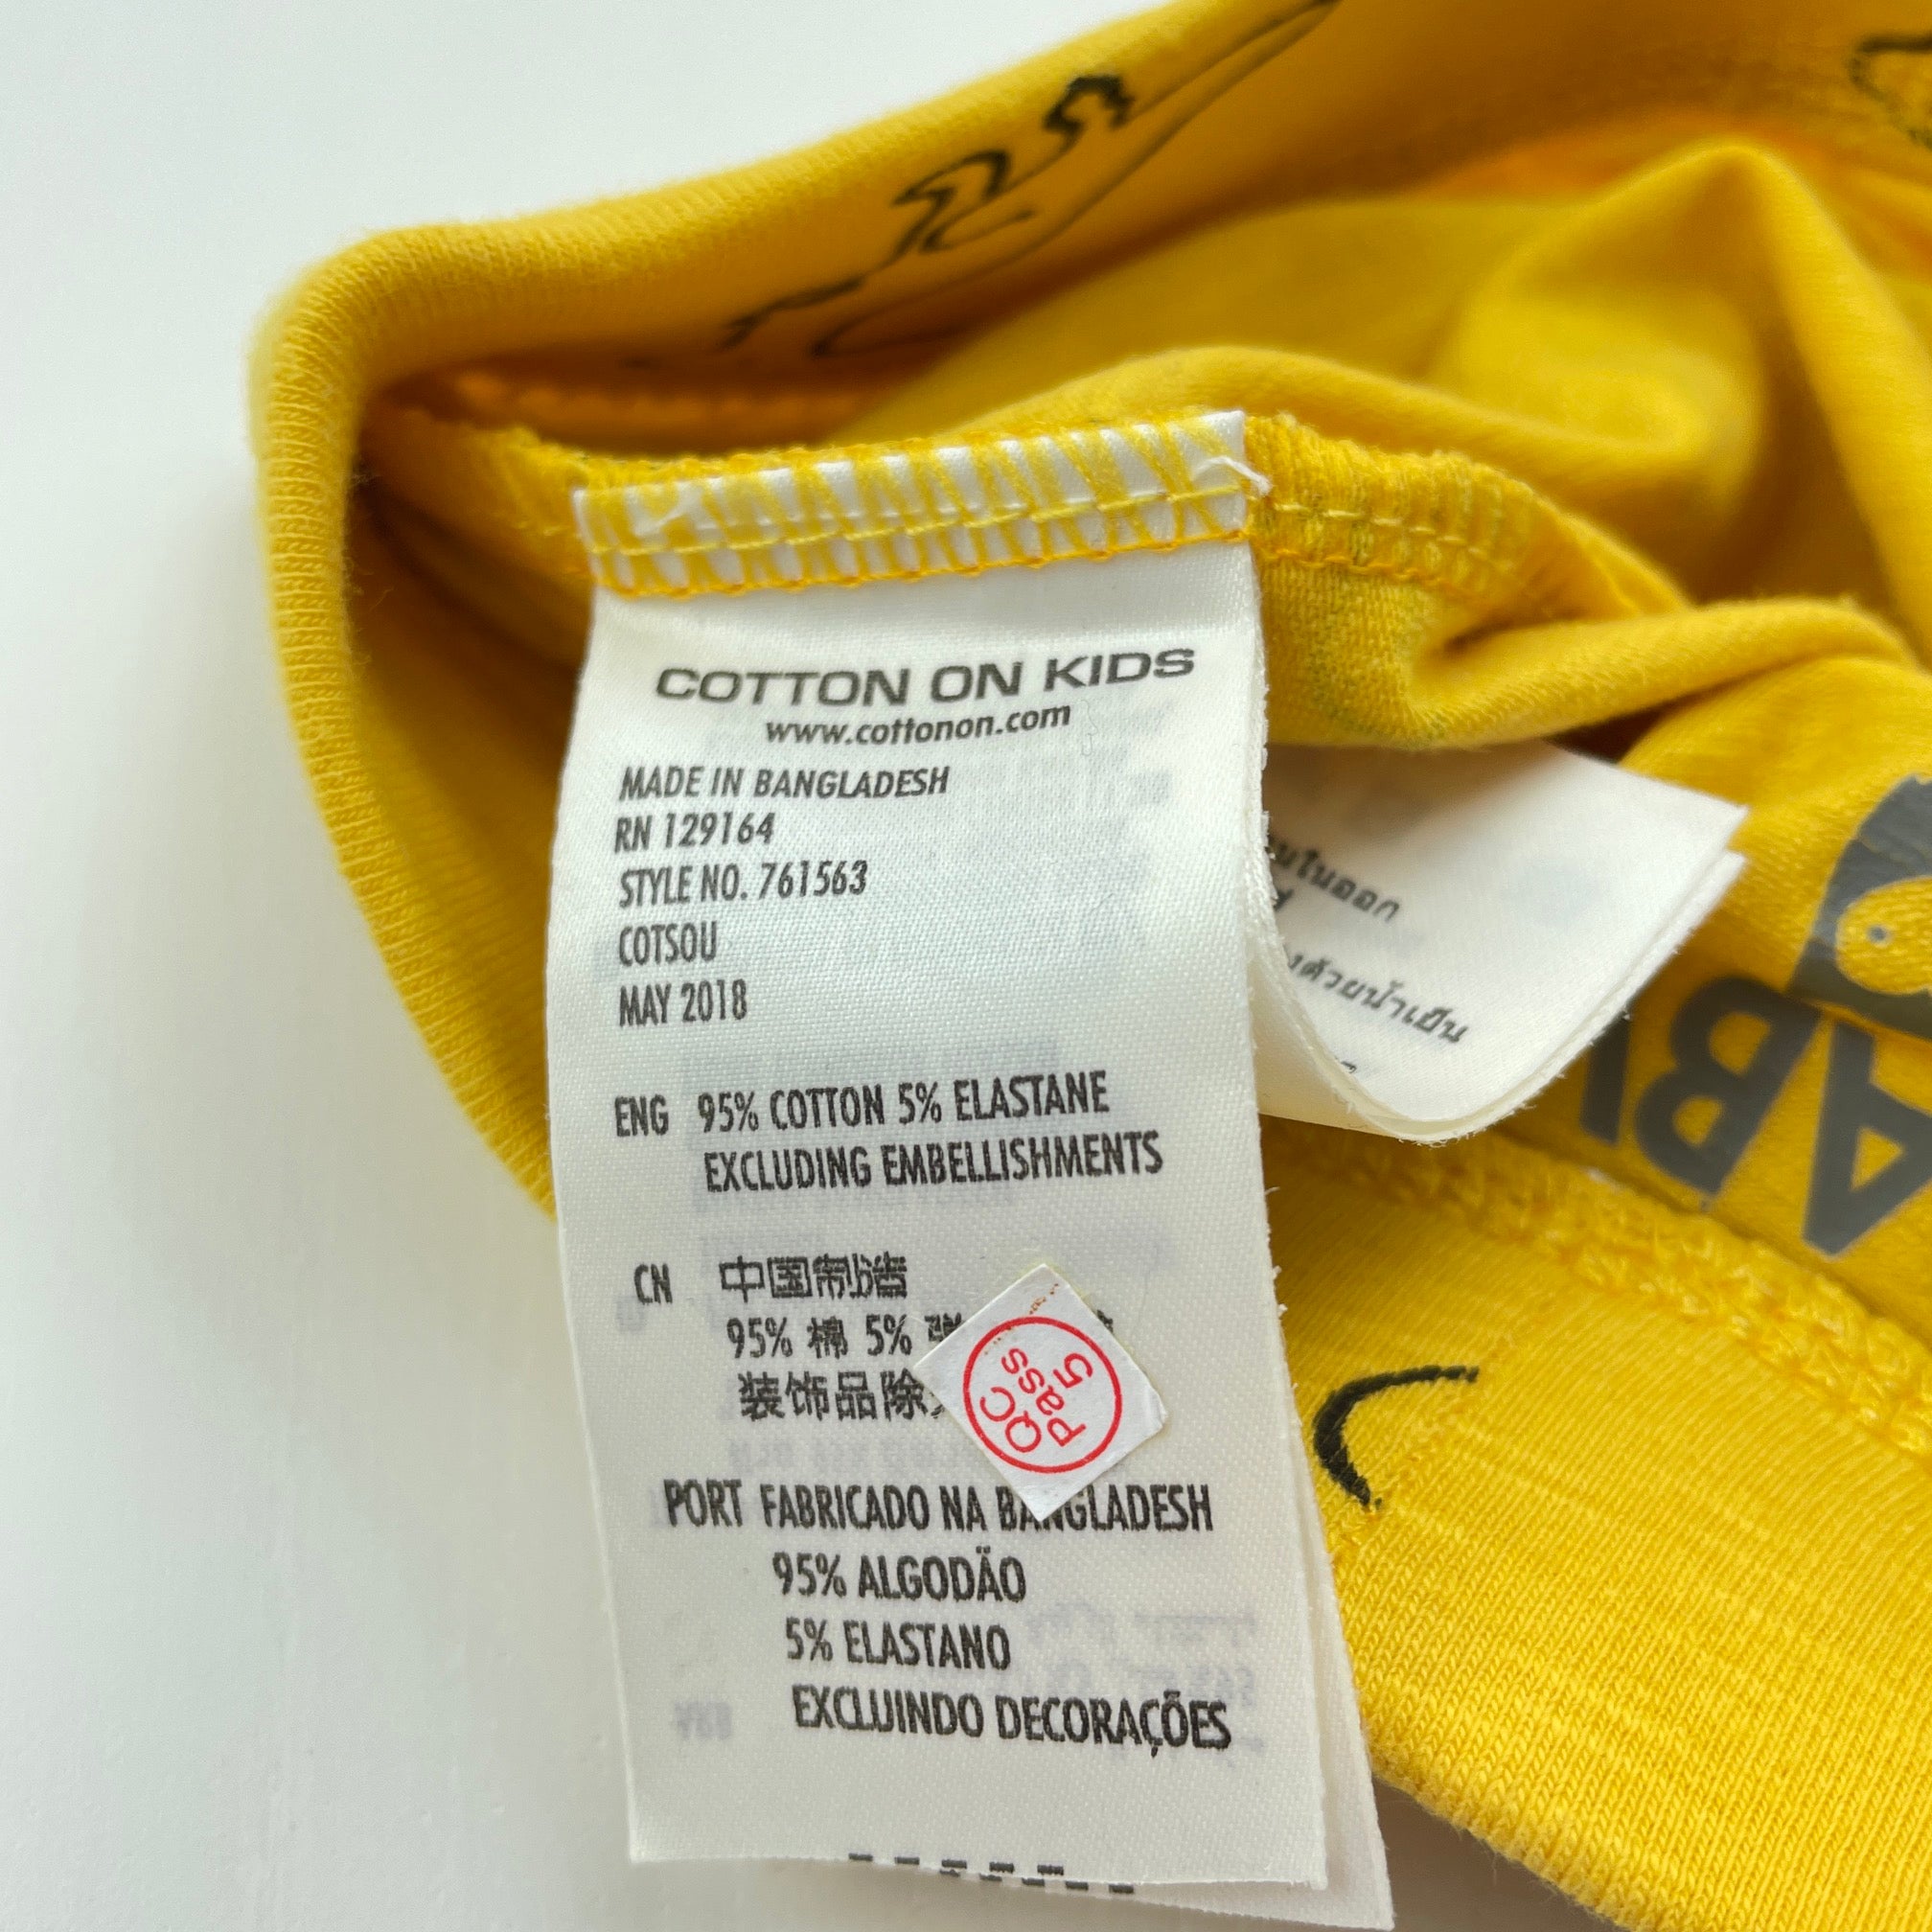 COTTON ON KIDS
www.cottonon.com
MADE IN BANGLADESH
RN 129164
STYLE NO. 761563
COTSOU
MAY 2018
ENG 95% COTTON 5% ELASTANE
EXCLUDING EMBELLISHMENTS
CN 中国制造
95% 棉 5%
装饰品除
QC
Pass
5
PORT FABRICADO NA BANGLADESH
95% ALGODÃO
5% ELASTANO
EXCLUINDO DECORAÇÕES